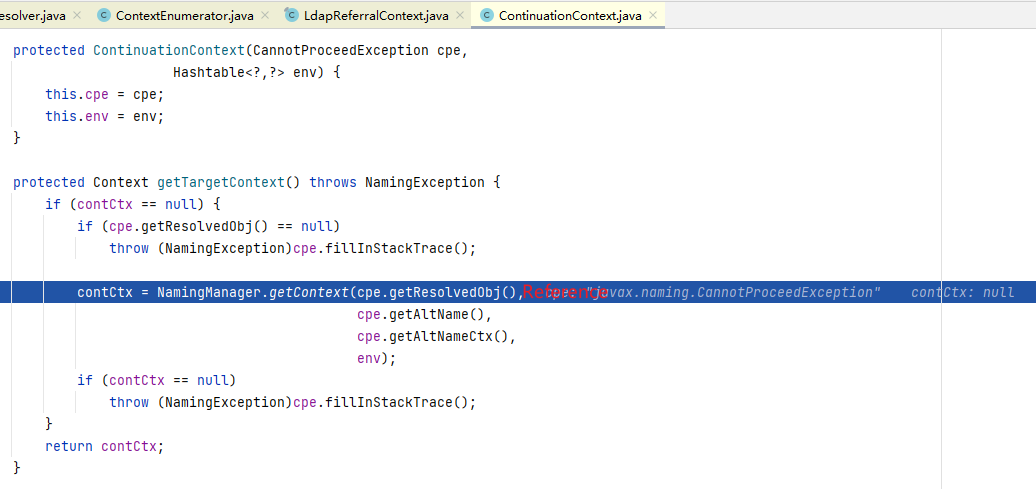 esolver.java × ContextEnumerator.java × LdapReferralContext.java × ContinuationContext.java ×
protected ContinuationContext(CannotProceedException cpe,
Hashtable<?,?> env) {
this.cpe = cpe;
this.env = env;
}
protected Context getTargetContext() throws NamingException {
if (contCtx == null) {
if (cpe.getResolvedObj() == null)
throw (NamingException)cpe.fillInStackTrace();
contCtx = NamingManager.getContext(cpe.getResolvedObj(), Reference "javax.naming.CannotProceedException" contCtx: null
cpe.getAltName(),
cpe.getAltNameCtx(),
env);
if (contCtx == null)
throw (NamingException)cpe.fillInStackTrace();
}
return contCtx;
}